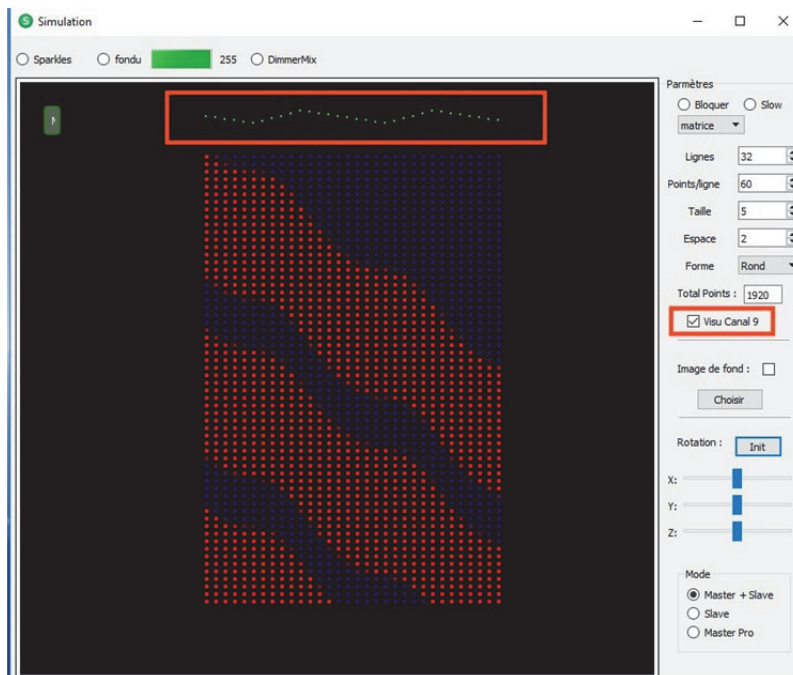 Simulation
Sparkles fondu 255 DimmerMix
Parmètres
Bloquer Slow
matrice
Lignes 32
Points/ligne 60
Taille 5
Espace 2
Forme Rond
Total Points : 1920
Visu Canal 9
Image de fond :
Choisir
Rotation : Init
X:
Y:
Z:
Mode
Master + Slave
Slave
Master Pro